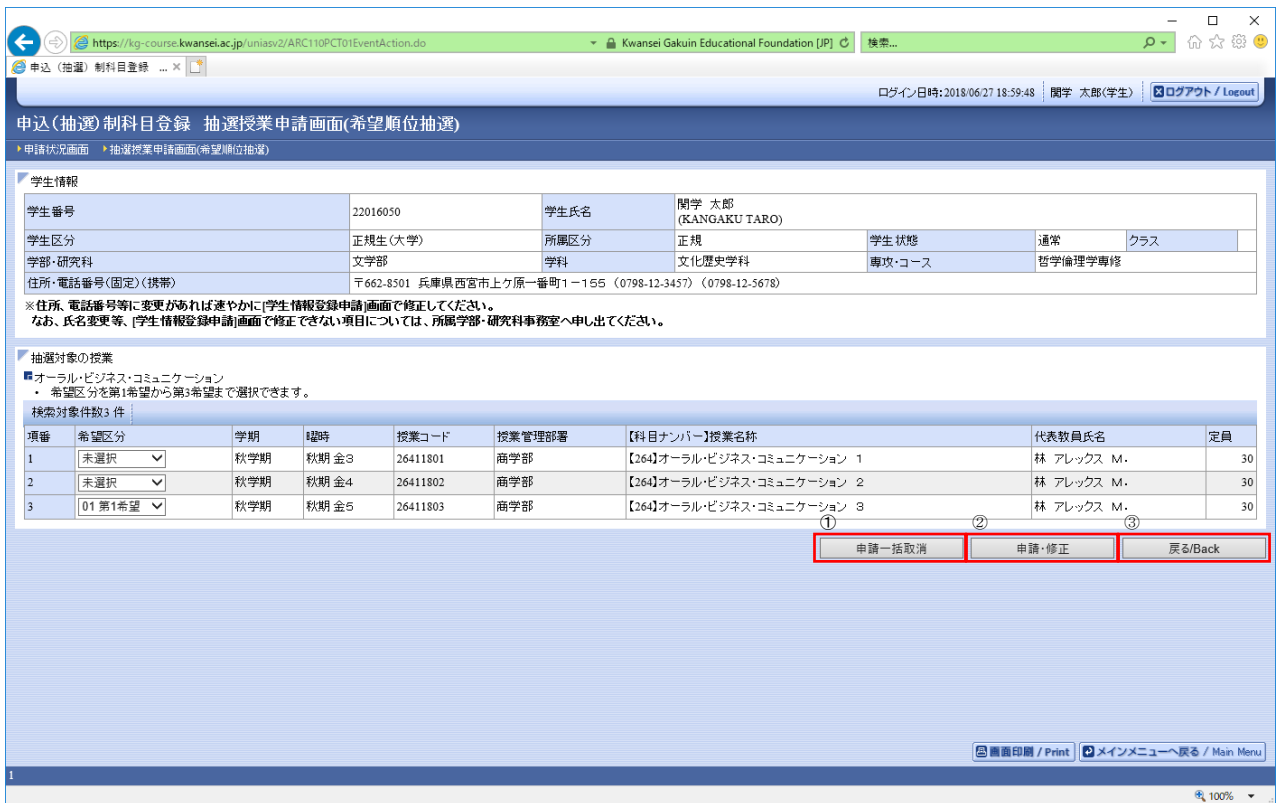 https://kg-course.kwansei.ac.jp/uniasv2/ARC110PCT01EventAction.do Kwansei Gakuin Educational Foundation [JP] 検索...
申込（抽選）制科目登録 ...
ログイン日時：2018/06/27 18:59:48 関学 太郎(学生) ログアウト / Logout
申込(抽選)制科目登録 抽選授業申請画面(希望順位抽選)
申請状況画面 抽選授業申請画面(希望順位抽選)
学生情報
学生番号 22016050 学生氏名 関学 太郎
(KANGAKU TARO)
学生区分 正規生(大学) 所属区分 正規 学生状態 通常 クラス
学部・研究科 文学部 学科 文化歴史学科 専攻・コース 哲学倫理学専修
住所・電話番号(固定)(携帯) 〒662-8501 兵庫県西宮市上ケ原一番町１－１５５ （0798-12-3457）（0798-12-5678）
※住所、電話番号等に変更があれば速やかに[学生情報登録申請]画面で修正してください。
なお、氏名変更等、[学生情報登録申請]画面で修正できない項目については、所属学部・研究科事務室へ申し出てください。
抽選対象の授業
オーラル・ビジネス・コミュニケーション
・ 希望区分を第1希望から第3希望まで選択できます。
検索対象件数3 件
項番 希望区分 学期 曜時 授業コード 授業管理部署 【科目ナンバー】授業名称 代表教員氏名 定員
1 未選択 秋学期 秋期 金3 26411801 商学部 【264】オーラル・ビジネス・コミュニケーション １ 林 アレックス Ｍ． 30
2 未選択 秋学期 秋期 金4 26411802 商学部 【264】オーラル・ビジネス・コミュニケーション ２ 林 アレックス Ｍ． 30
3 01 第1希望 秋学期 秋期 金5 26411803 商学部 【264】オーラル・ビジネス・コミュニケーション ３ 林 アレックス Ｍ． 30
① ② ③
申請一括取消 申請・修正 戻る/Back
画面印刷 / Print メインメニューへ戻る / Main Menu
1
100%